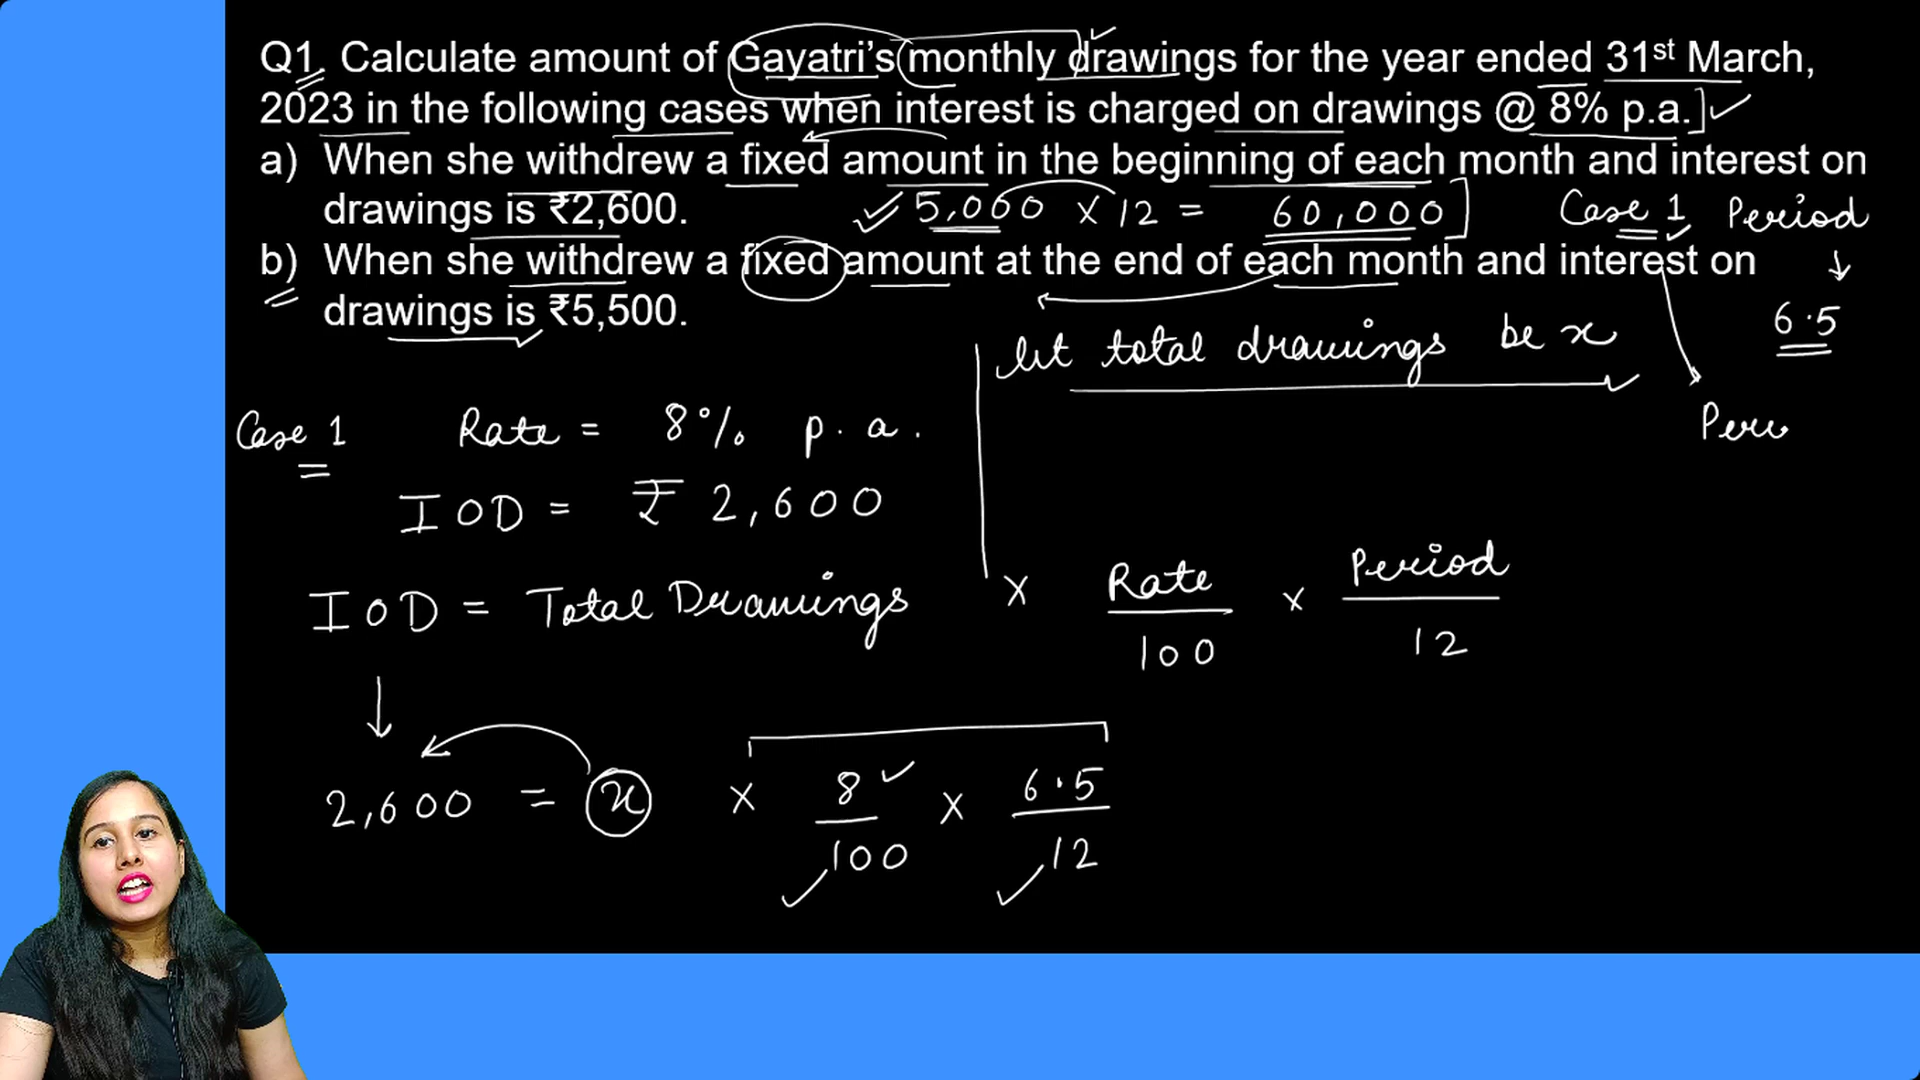 Q1. Calculate amount of Gayatri's monthly drawings for the year ended 31st March,
2023 in the following cases when interest is charged on drawings @ 8% p.a.]
a) When she withdrew a fixed amount in the beginning of each month and interest on
drawings is ₹2,600. 5,000 × 12 = 60,000] Case 1 Period
b) When she withdrew a fixed amount at the end of each month and interest on
drawings is ₹5,500.
6.5
let total drawings be x
Case 1 Rate = 8% p.a.
Peri
IOD = ₹ 2,600
IOD = Total Drawings × Rate/100 × Period/12
2,600 = x × 8/100 × 6.5/12